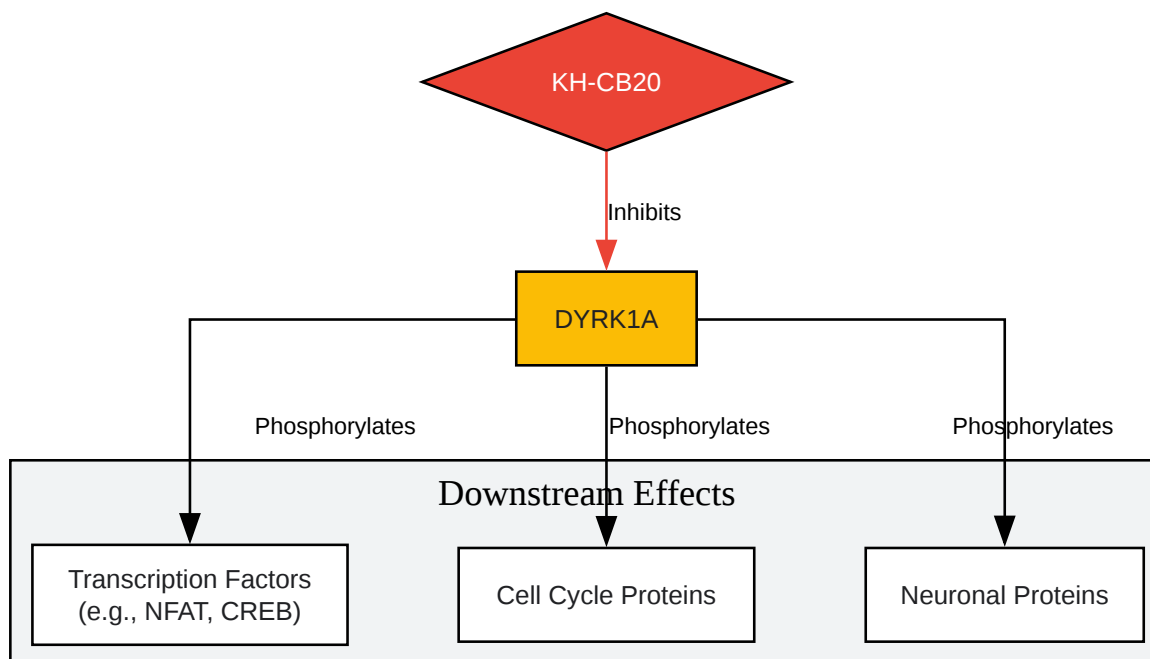 KH-CB20
Inhibits
DYRK1A
Phosphorylates
Phosphorylates
Phosphorylates
Downstream Effects
Transcription Factors
(e.g., NFAT, CREB)
Cell Cycle Proteins
Neuronal Proteins